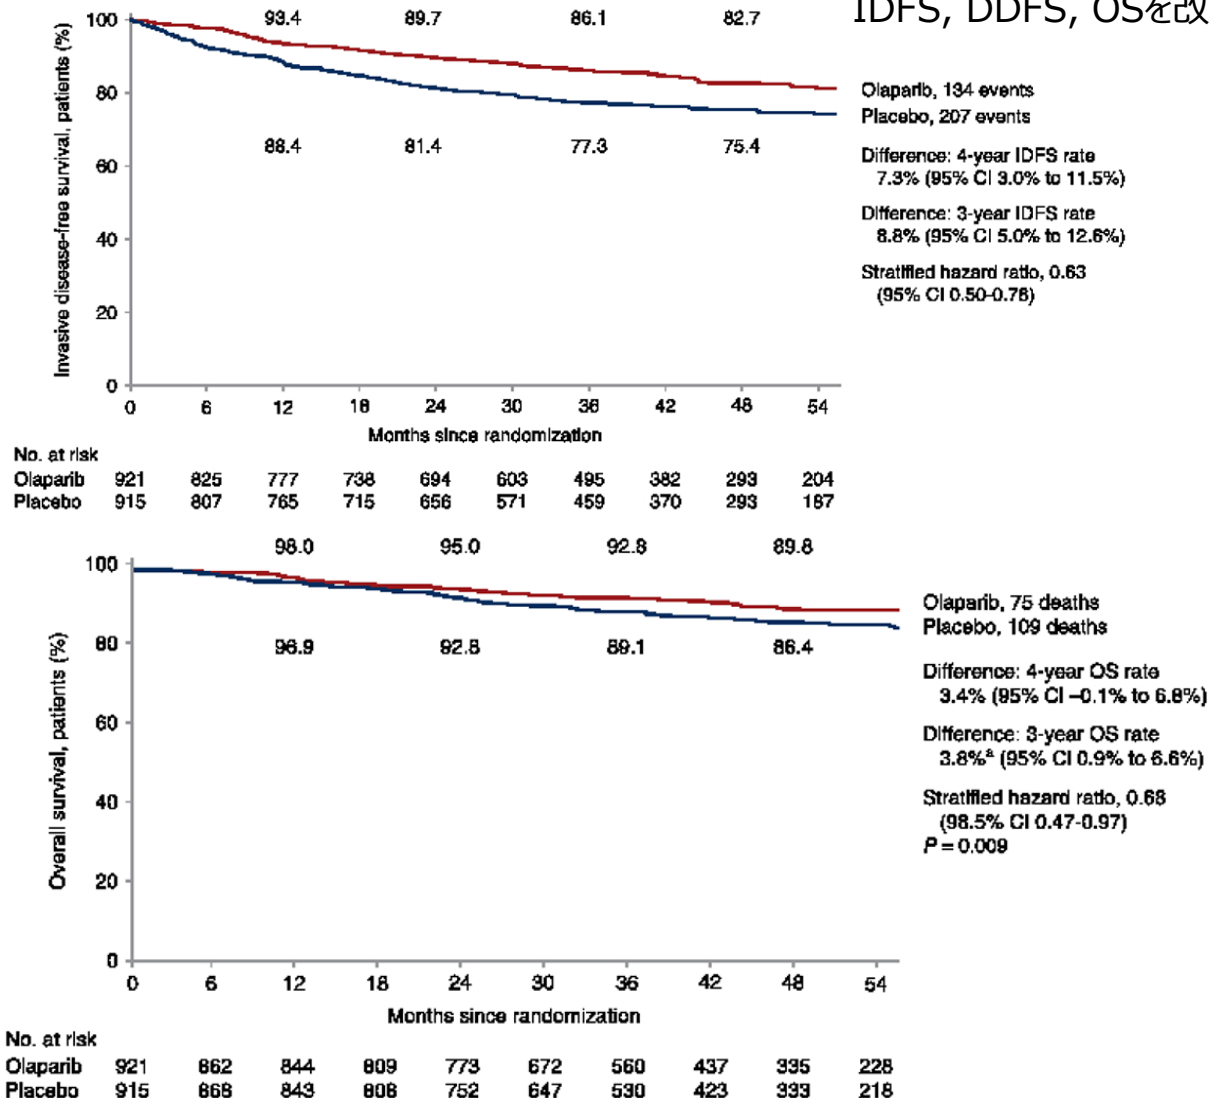 IDFS, DDFS, OSを改
93.4 89.7 86.1 82.7
Invasive disease-free survival, patients (%)
100
80
60
40
20
0
88.4 81.4 77.3 75.4
Olaparib, 134 events
Placebo, 207 events
Difference: 4-year IDFS rate
7.3% (95% CI 3.0% to 11.5%)
Difference: 3-year IDFS rate
8.8% (95% CI 5.0% to 12.6%)
Stratified hazard ratio, 0.63
(95% CI 0.50-0.78)
0 6 12 18 24 30 36 42 48 54
Months since randomization
No. at risk
Olaparib 921 825 777 738 694 603 495 382 293 204
Placebo 915 807 765 715 656 571 459 370 293 187
98.0 95.0 92.8 89.8
Overall survival, patients (%)
100
80
60
40
20
0
96.9 92.8 89.1 86.4
Olaparib, 75 deaths
Placebo, 109 deaths
Difference: 4-year OS rate
3.4% (95% CI –0.1% to 6.8%)
Difference: 3-year OS rate
3.8%ª (95% CI 0.9% to 6.6%)
Stratified hazard ratio, 0.68
(98.5% CI 0.47-0.97)
P = 0.009
0 6 12 18 24 30 36 42 48 54
Months since randomization
No. at risk
Olaparib 921 862 844 809 773 672 560 437 335 228
Placebo 915 868 843 808 752 647 530 423 333 218